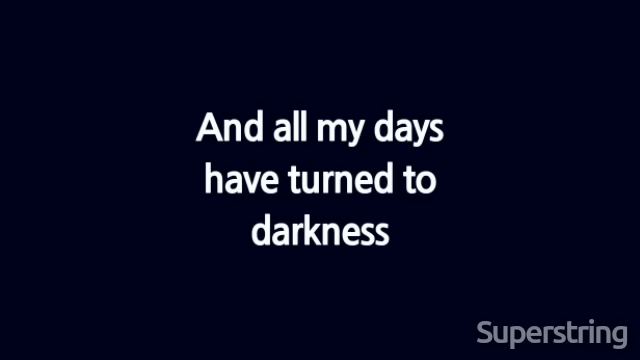 And all my days
have turned to
darkness
Superstring